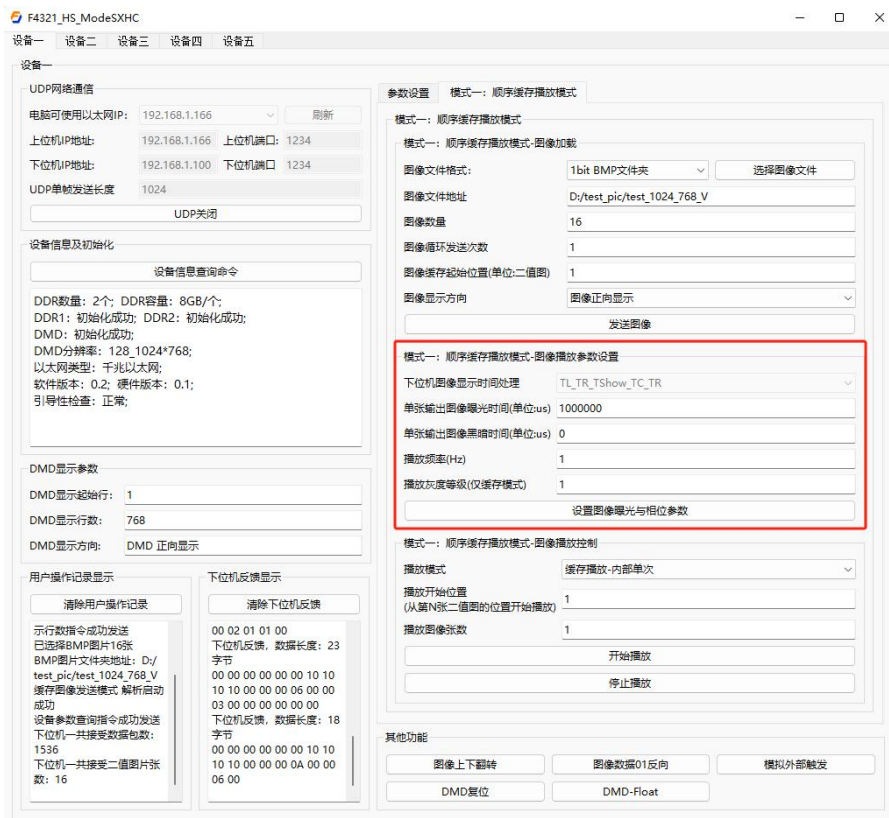 F4321_HS_ModeSXHC
设备一 设备二 设备三 设备四 设备五
设备一
UDP网络通信
电脑可使用以太网IP: 192.168.1.166 刷新
上位机IP地址: 192.168.1.166 上位机端口: 1234
下位机IP地址: 192.168.1.100 下位机端口 1234
UDP单帧发送长度 1024
UDP关闭
设备信息及初始化
设备信息查询命令
DDR数量: 2个; DDR容量: 8GB/个;
DDR1: 初始化成功; DDR2: 初始化成功;
DMD: 初始化成功;
DMD分辨率: 128_1024*768;
以太网类型: 千兆以太网;
软件版本: 0.2; 硬件版本: 0.1;
引导性检查: 正常;
DMD显示参数
DMD显示起始行: 1
DMD显示行数: 768
DMD显示方向: DMD 正向显示
用户操作记录显示
清除用户操作记录
示行数指令成功发送
已选择BMP图片16张
BMP图片文件夹地址: D:/
test_pic/test_1024_768_V
缓存图像发送模式 解析启动
成功
设备参数查询指令成功发送
下位机一共接受数据包数:
1536
下位机一共接受二值图片张
数: 16
下位机反馈显示
清除下位机反馈
00 02 01 01 00
下位机反馈, 数据长度: 23
字节
00 00 00 00 00 00 10 10
10 10 00 00 00 06 00 00
03 00 00 00 00 00 00
下位机反馈, 数据长度: 18
字节
00 00 00 00 00 00 10 10
10 10 00 00 00 0A 00 00
06 00
参数设置 模式一: 顺序缓存播放模式
模式一: 顺序缓存播放模式
模式一: 顺序缓存播放模式-图像加载
图像文件格式: 1bit BMP文件夹 选择图像文件
图像文件地址 D:/test_pic/test_1024_768_V
图像数量 16
图像循环发送次数 1
图像缓存起始位置(单位:二值图) 1
图像显示方向 图像正向显示
发送图像
模式一: 顺序缓存播放模式-图像播放参数设置
下位机图像显示时间处理 TL_TR_TShow_TC_TR
单张输出图像曝光时间(单位:us) 1000000
单张输出图像黑暗时间(单位:us) 0
播放频率(Hz) 1
播放灰度等级(仅缓存模式) 1
设置图像曝光与相位参数
模式一: 顺序缓存播放模式-图像播放控制
播放模式 缓存播放-内部单次
播放开始位置
(从第N张二值图的位置开始播放) 1
播放图像张数 1
开始播放
停止播放
其他功能
图像上下翻转 图像数据01反向 模拟外部触发
DMD复位 DMD-Float